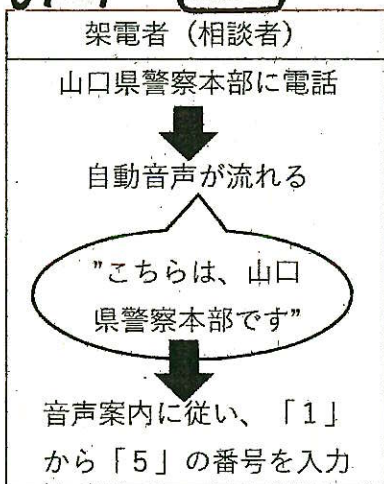 架電者（相談者）
山口県警察本部に電話
自動音声が流れる
"こちらは、山口
県警察本部です"
音声案内に従い、「1」
から「5」の番号を入力